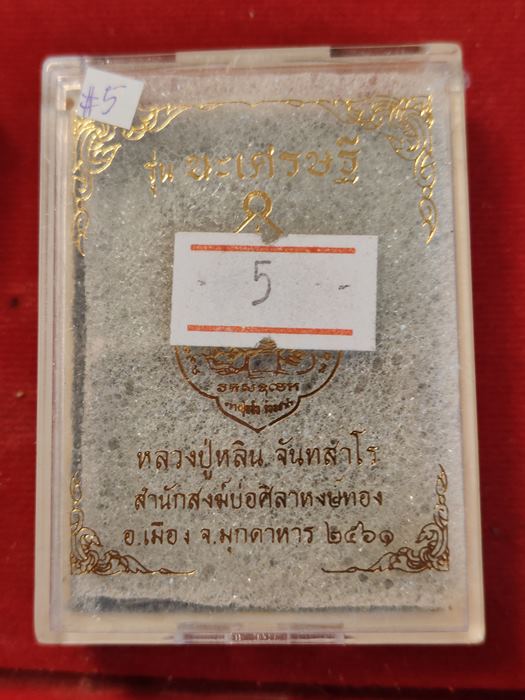 #5
รุ่น นะเศรษฐี
5
หลวงปู่หลิน จันทสาโร
สำนักสงฆ์บ่อศิลาหงษ์ทอง
อ.เมือง จ.มุกดาหาร ๒๕๖๑